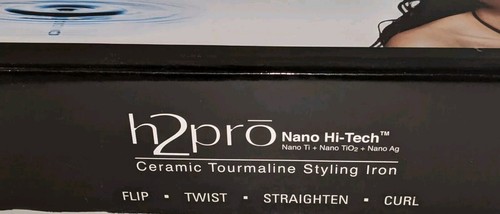 h2prō Nano Hi-Tech™
Nano Ti + Nano TiO₂ + Nano Ag
Ceramic Tourmaline Styling Iron
FLIP ▪ TWIST ▪ STRAIGHTEN ▪ CURL